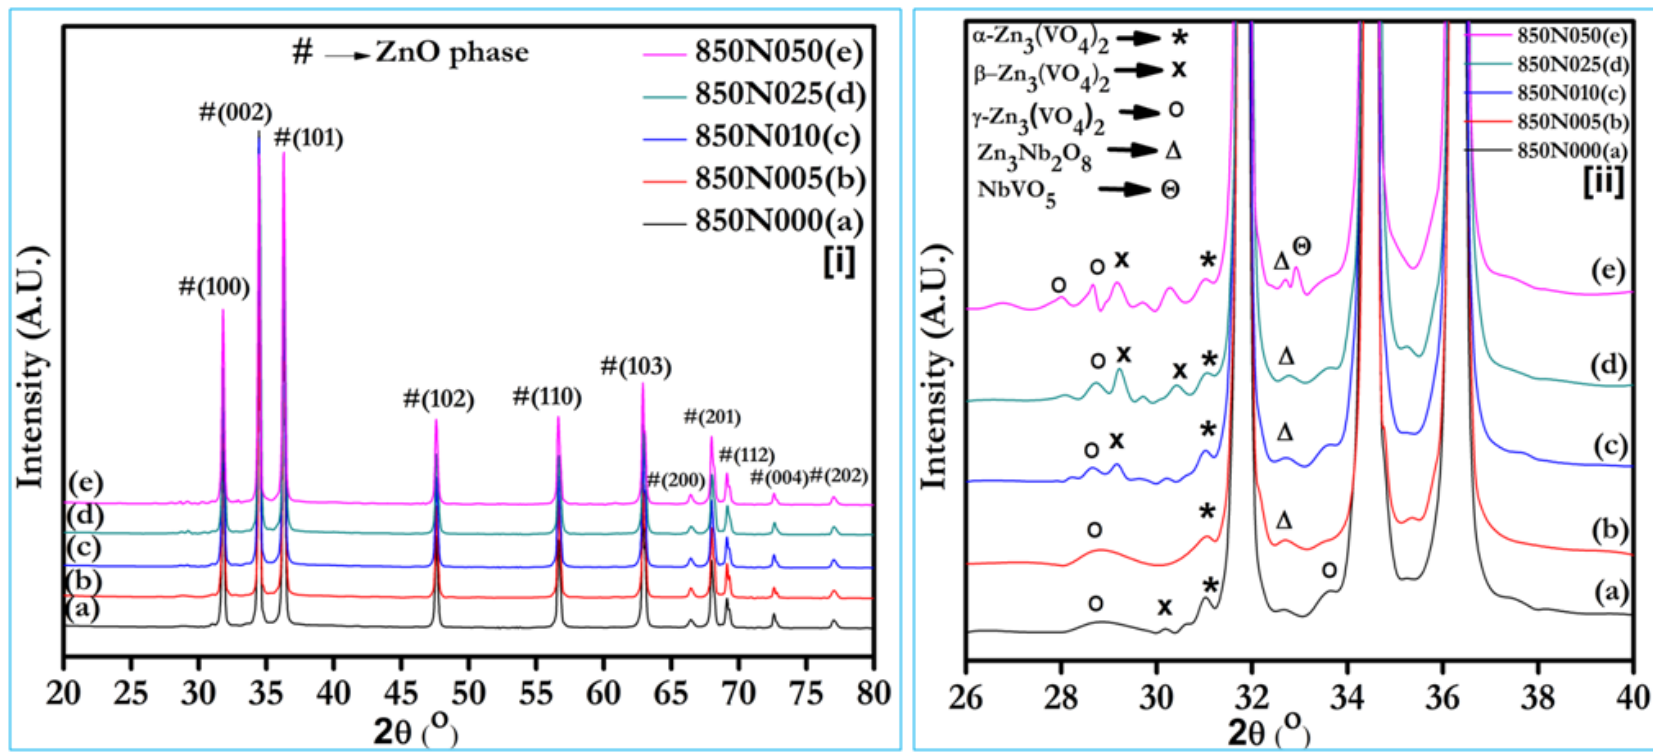 # → ZnO phase
850N050(e)
850N025(d)
850N010(c)
850N005(b)
850N000(a)
[i]
#(002)
#(101)
#(100)
#(102)
#(110)
#(103)
#(201)
#(112)
#(200)
#(004)
#(202)
(e)
(d)
(c)
(b)
(a)
Intensity (A.U.)
20 25 30 35 40 45 50 55 60 65 70 75 80
2θ (°)
α-Zn₃(VO₄)₂ → *
β–Zn₃(VO₄)₂ → x
γ-Zn₃(VO₄)₂ → o
Zn₃Nb₂O₈ → Δ
NbVO₅ → Θ
850N050(e)
850N025(d)
850N010(c)
850N005(b)
850N000(a)
[ii]
o o x * Δ Θ (e)
o x x * Δ (d)
o x * Δ (c)
o * Δ (b)
o x * o (a)
Intensity (A.U.)
26 28 30 32 34 36 38 40
2θ (°)